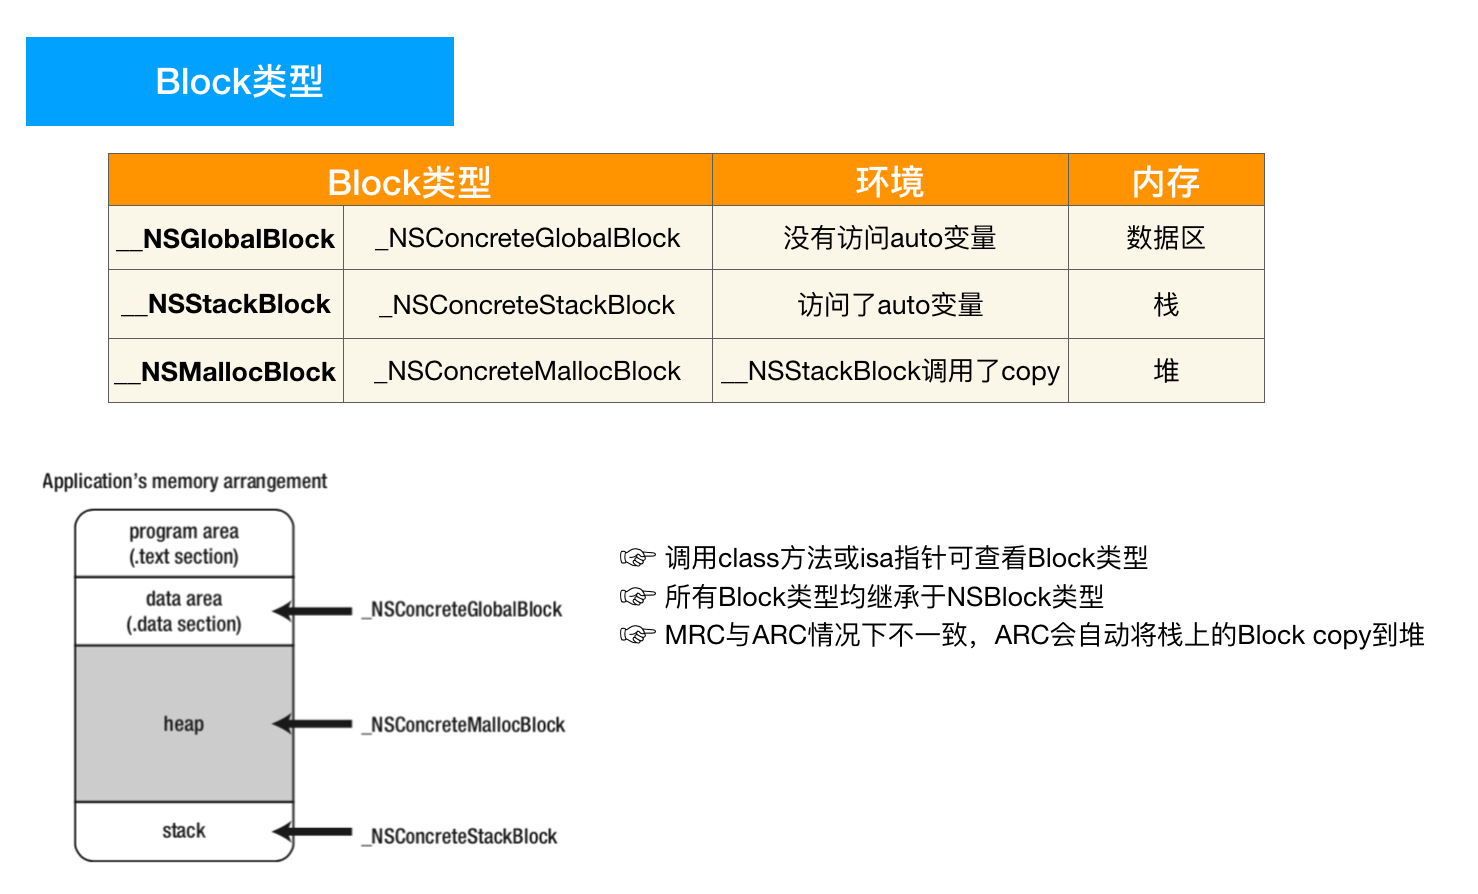 Block类型
Block类型 环境 内存
__NSGlobalBlock _NSConcreteGlobalBlock 没有访问auto变量 数据区
__NSStackBlock _NSConcreteStackBlock 访问了auto变量 栈
__NSMallocBlock _NSConcreteMallocBlock __NSStackBlock调用了copy 堆
Application's memory arrangement
program area
(.text section)
data area
(.data section)
_NSConcreteGlobalBlock
heap
_NSConcreteMallocBlock
stack
_NSConcreteStackBlock
☞ 调用class方法或isa指针可查看Block类型
☞ 所有Block类型均继承于NSBlock类型
☞ MRC与ARC情况下不一致，ARC会自动将栈上的Block copy到堆